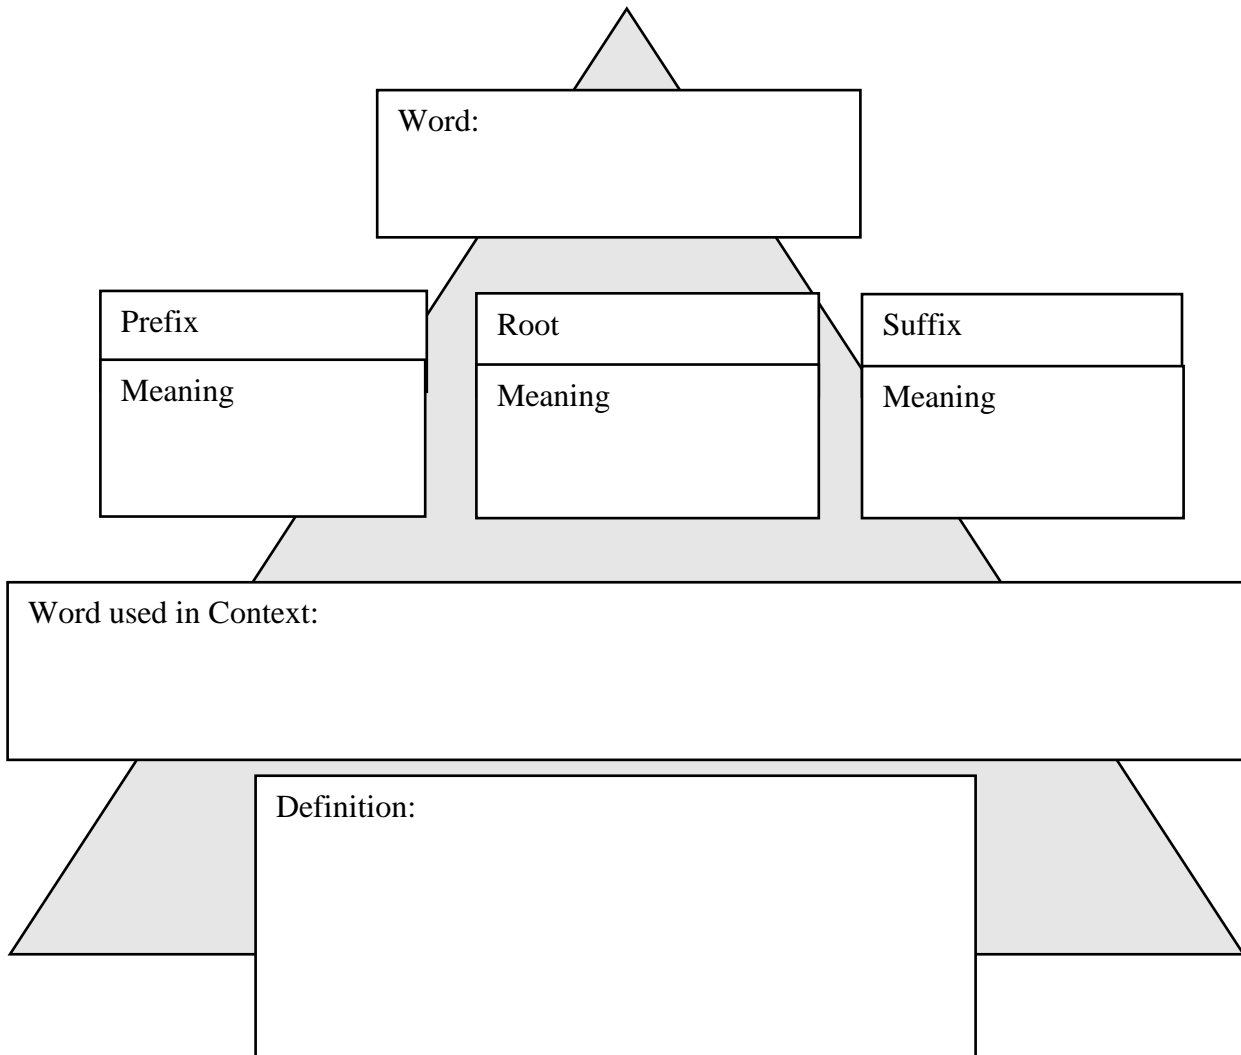 Word:
Prefix
Meaning
Root
Meaning
Suffix
Meaning
Word used in Context:
Definition: